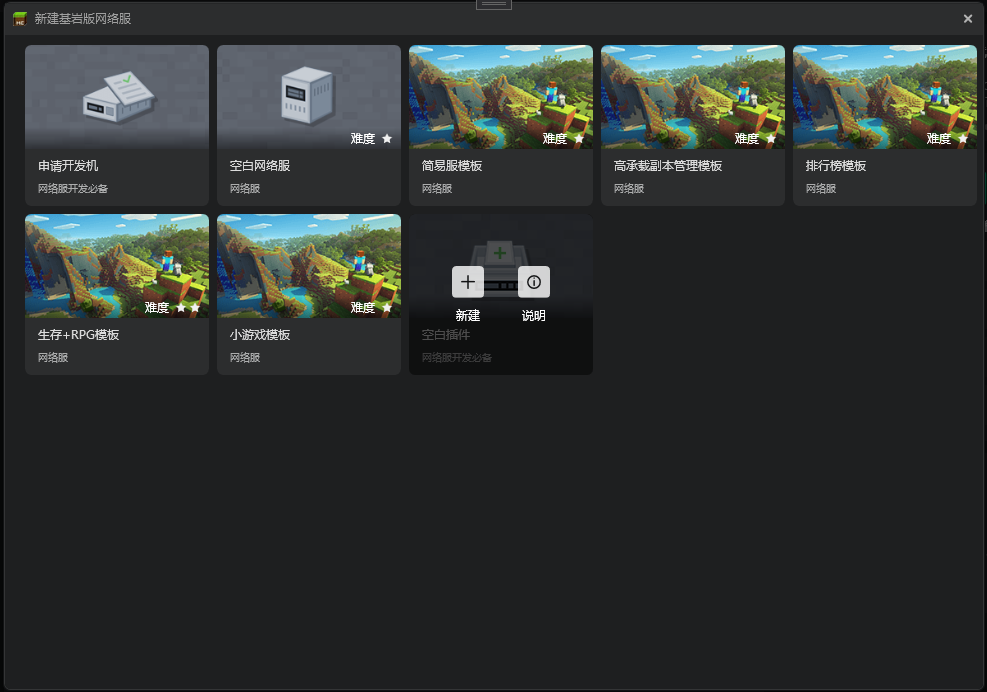 新建基岩版网络服
申请开发机
网络服开发必备
难度
空白网络服
网络服
难度
简易服模板
网络服
难度
高承载副本管理模板
网络服
难度
排行榜模板
网络服
难度
生存+RPG模板
网络服
难度
小游戏模板
网络服
新建
说明
空白插件
网络服开发必备